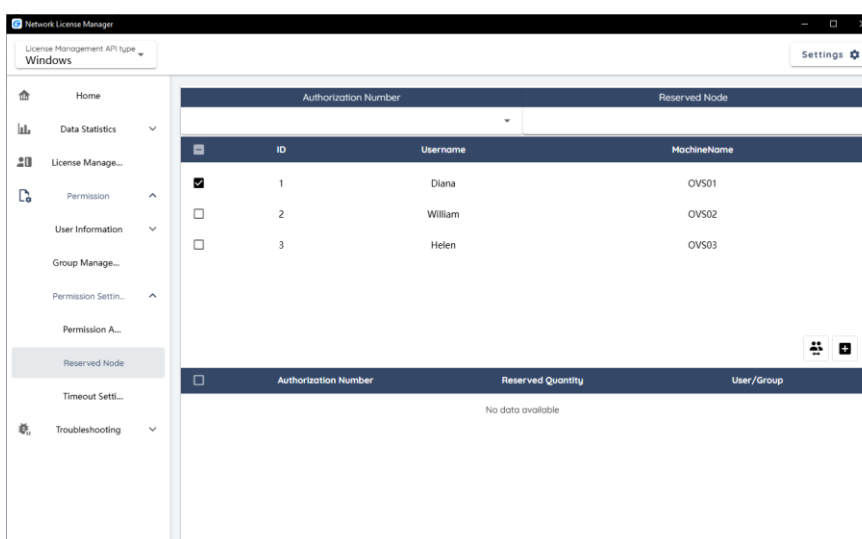 Network License Manager
License Management API type
Windows
Settings
Home
Data Statistics
License Manage...
Permission
User Information
Group Manage...
Permission Settin...
Permission A...
Reserved Node
Timeout Setti...
Troubleshooting
Authorization Number Reserved Node
ID Username MachineName
1 Diana OVS01
2 William OVS02
3 Helen OVS03
Authorization Number Reserved Quantity User/Group
No data available